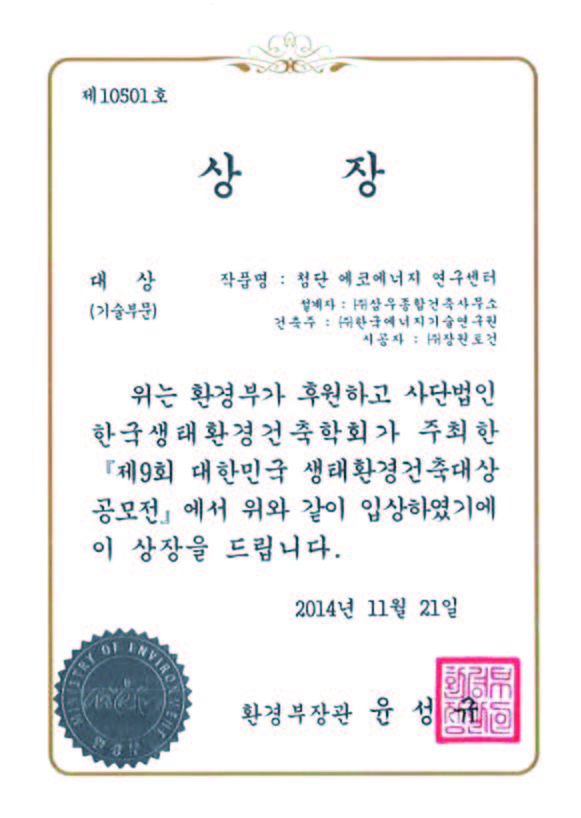 제10501호
상 장
대 상 작품명 : 첨단 에코에너지 연구센터
(기술부문) 설계자 : ㈜삼우종합건축사무소
건축주 : ㈜한국에너지기술연구원
시공자 : ㈜장원토건
위는 환경부가 후원하고 사단법인
한국생태환경건축학회가 주최한
『제9회 대한민국 생태환경건축대상
공모전』에서 위와 같이 입상하였기에
이 상장을 드립니다.
2014년 11월 21일
MINISTRY OF ENVIRONMENT
me
환경부
환경부장관 윤 성 규